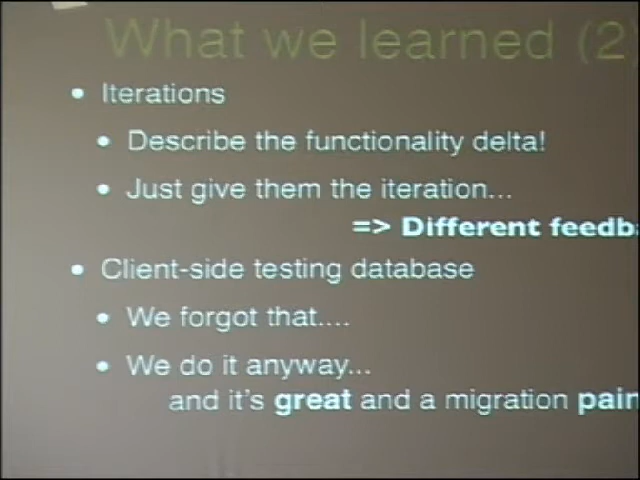 What we learned (2)
• Iterations
• Describe the functionality delta!
• Just give them the iteration...
=> Different feedb
• Client-side testing database
• We forgot that....
• We do it anyway...
and it's great and a migration pain